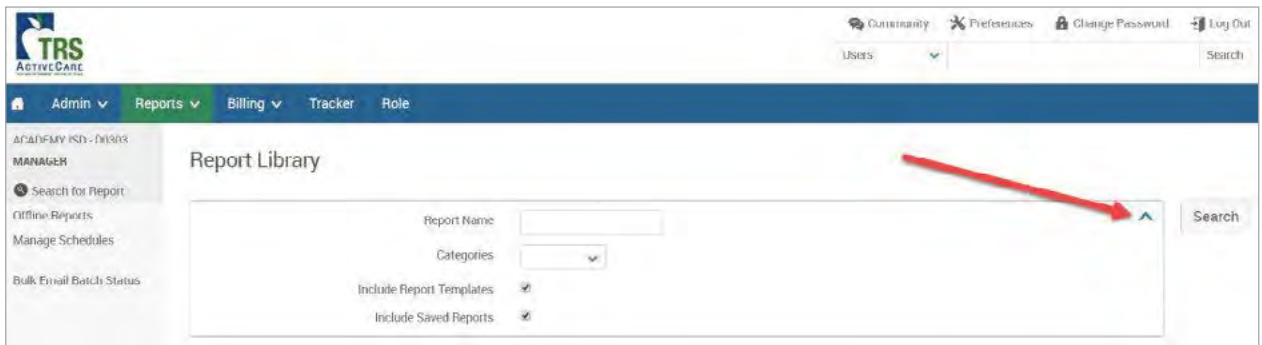 Community Preferences Change Password Log Out
TRS
ACTIVECARE
Users Search
Admin Reports Billing Tracker Role
ACADEMY ISD - D0303
MANAGER
Report Library
Search for Report
Offline Reports
Manage Schedules
Bulk Email Batch Status
Report Name
Search
Categories
Include Report Templates
Include Saved Reports